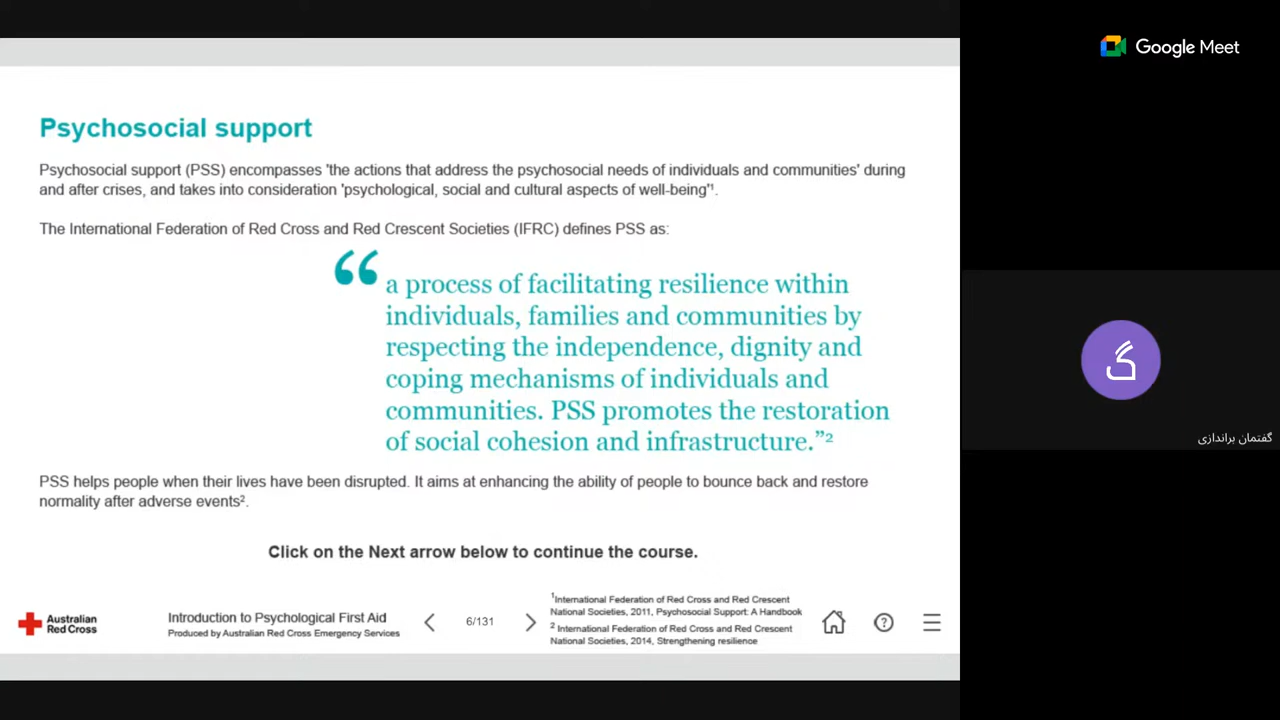 Google Meet
Psychosocial support
Psychosocial support (PSS) encompasses 'the actions that address the psychosocial needs of individuals and communities' during
and after crises, and takes into consideration 'psychological, social and cultural aspects of well-being'¹.
The International Federation of Red Cross and Red Crescent Societies (IFRC) defines PSS as:
“ a process of facilitating resilience within
individuals, families and communities by
respecting the independence, dignity and
coping mechanisms of individuals and
communities. PSS promotes the restoration
of social cohesion and infrastructure.”²
PSS helps people when their lives have been disrupted. It aims at enhancing the ability of people to bounce back and restore
normality after adverse events².
Click on the Next arrow below to continue the course.
Australian
Red Cross
Introduction to Psychological First Aid
Produced by Australian Red Cross Emergency Services
6/131
¹International Federation of Red Cross and Red Crescent
National Societies, 2011, Psychosocial Support: A Handbook
² International Federation of Red Cross and Red Crescent
National Societies, 2014, Strengthening resilience
?
گ
گفتمان براندازی